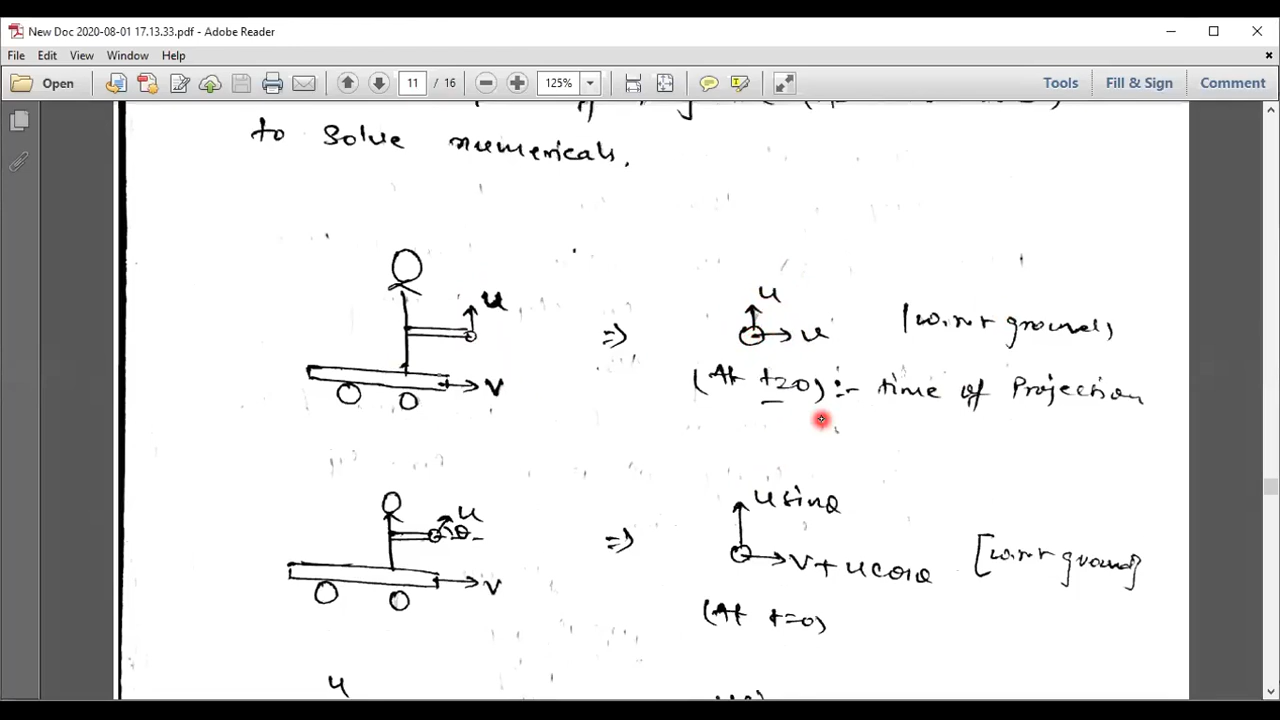 New Doc 2020-08-01 17.13.33.pdf - Adobe Reader
File Edit View Window Help
Open 11 / 16 125% Tools Fill & Sign Comment
to solve numericals.
u
v
=>
u
v
(w.r.t ground)
(At t=0) :- time of Projection
u
θ
v
=>
u sinθ
v + u cosθ
[w.r.t ground]
(At t=0)
u